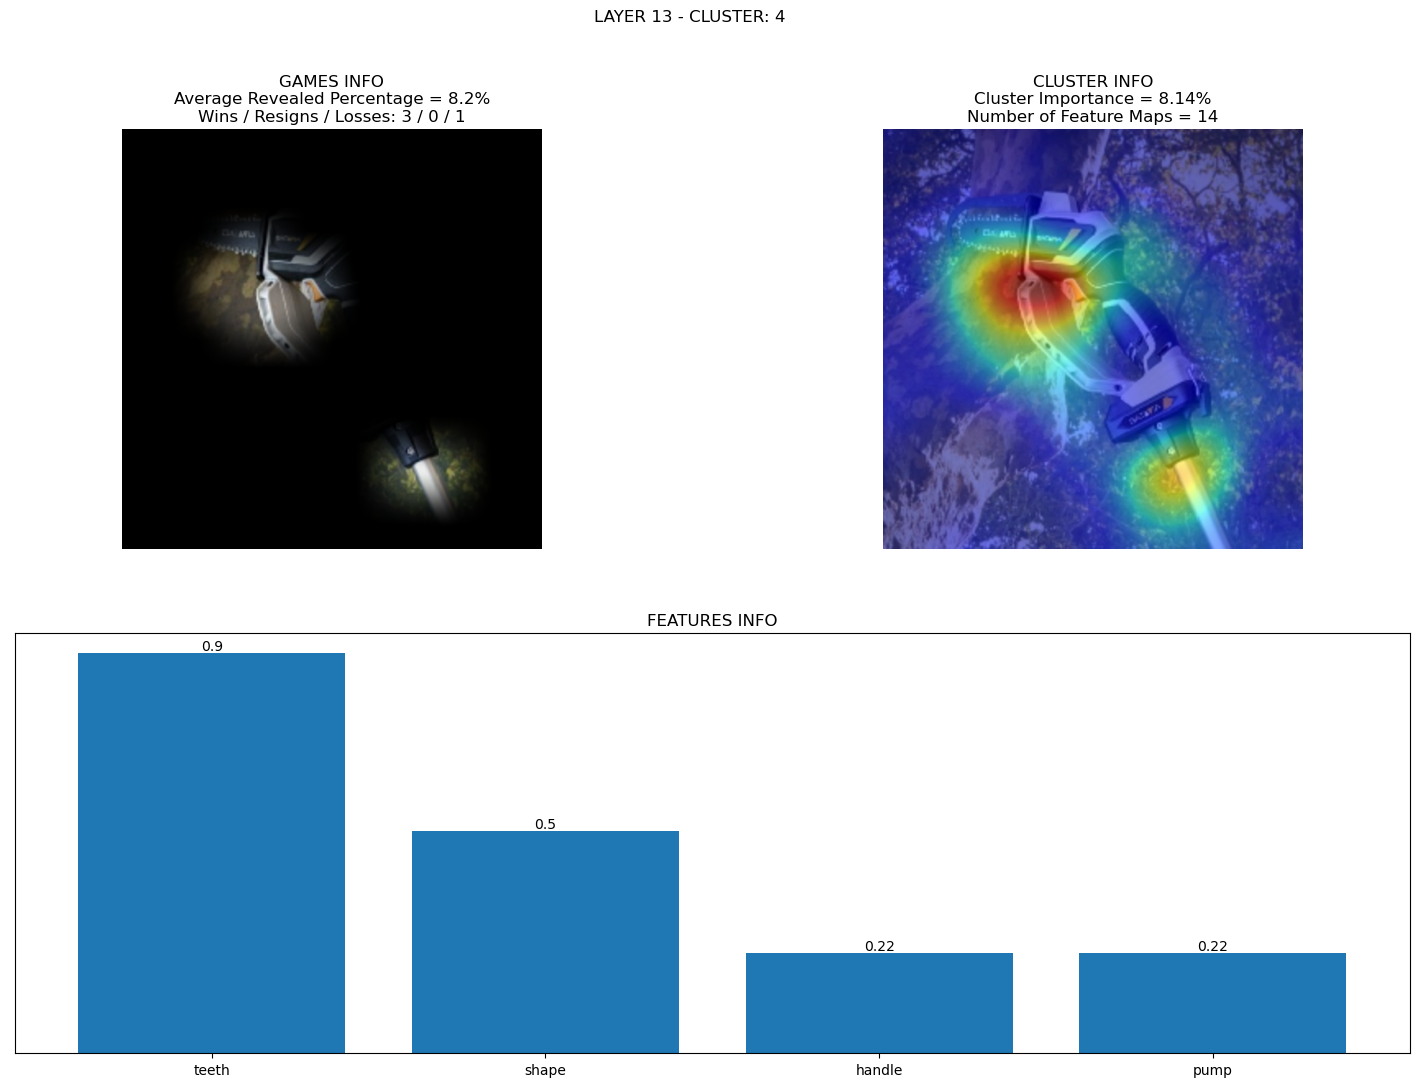 LAYER 13 - CLUSTER: 4
GAMES INFO
Average Revealed Percentage = 8.2%
Wins / Resigns / Losses: 3 / 0 / 1
CLUSTER INFO
Cluster Importance = 8.14%
Number of Feature Maps = 14
FEATURES INFO
0.9
0.5
0.22
0.22
teeth
shape
handle
pump